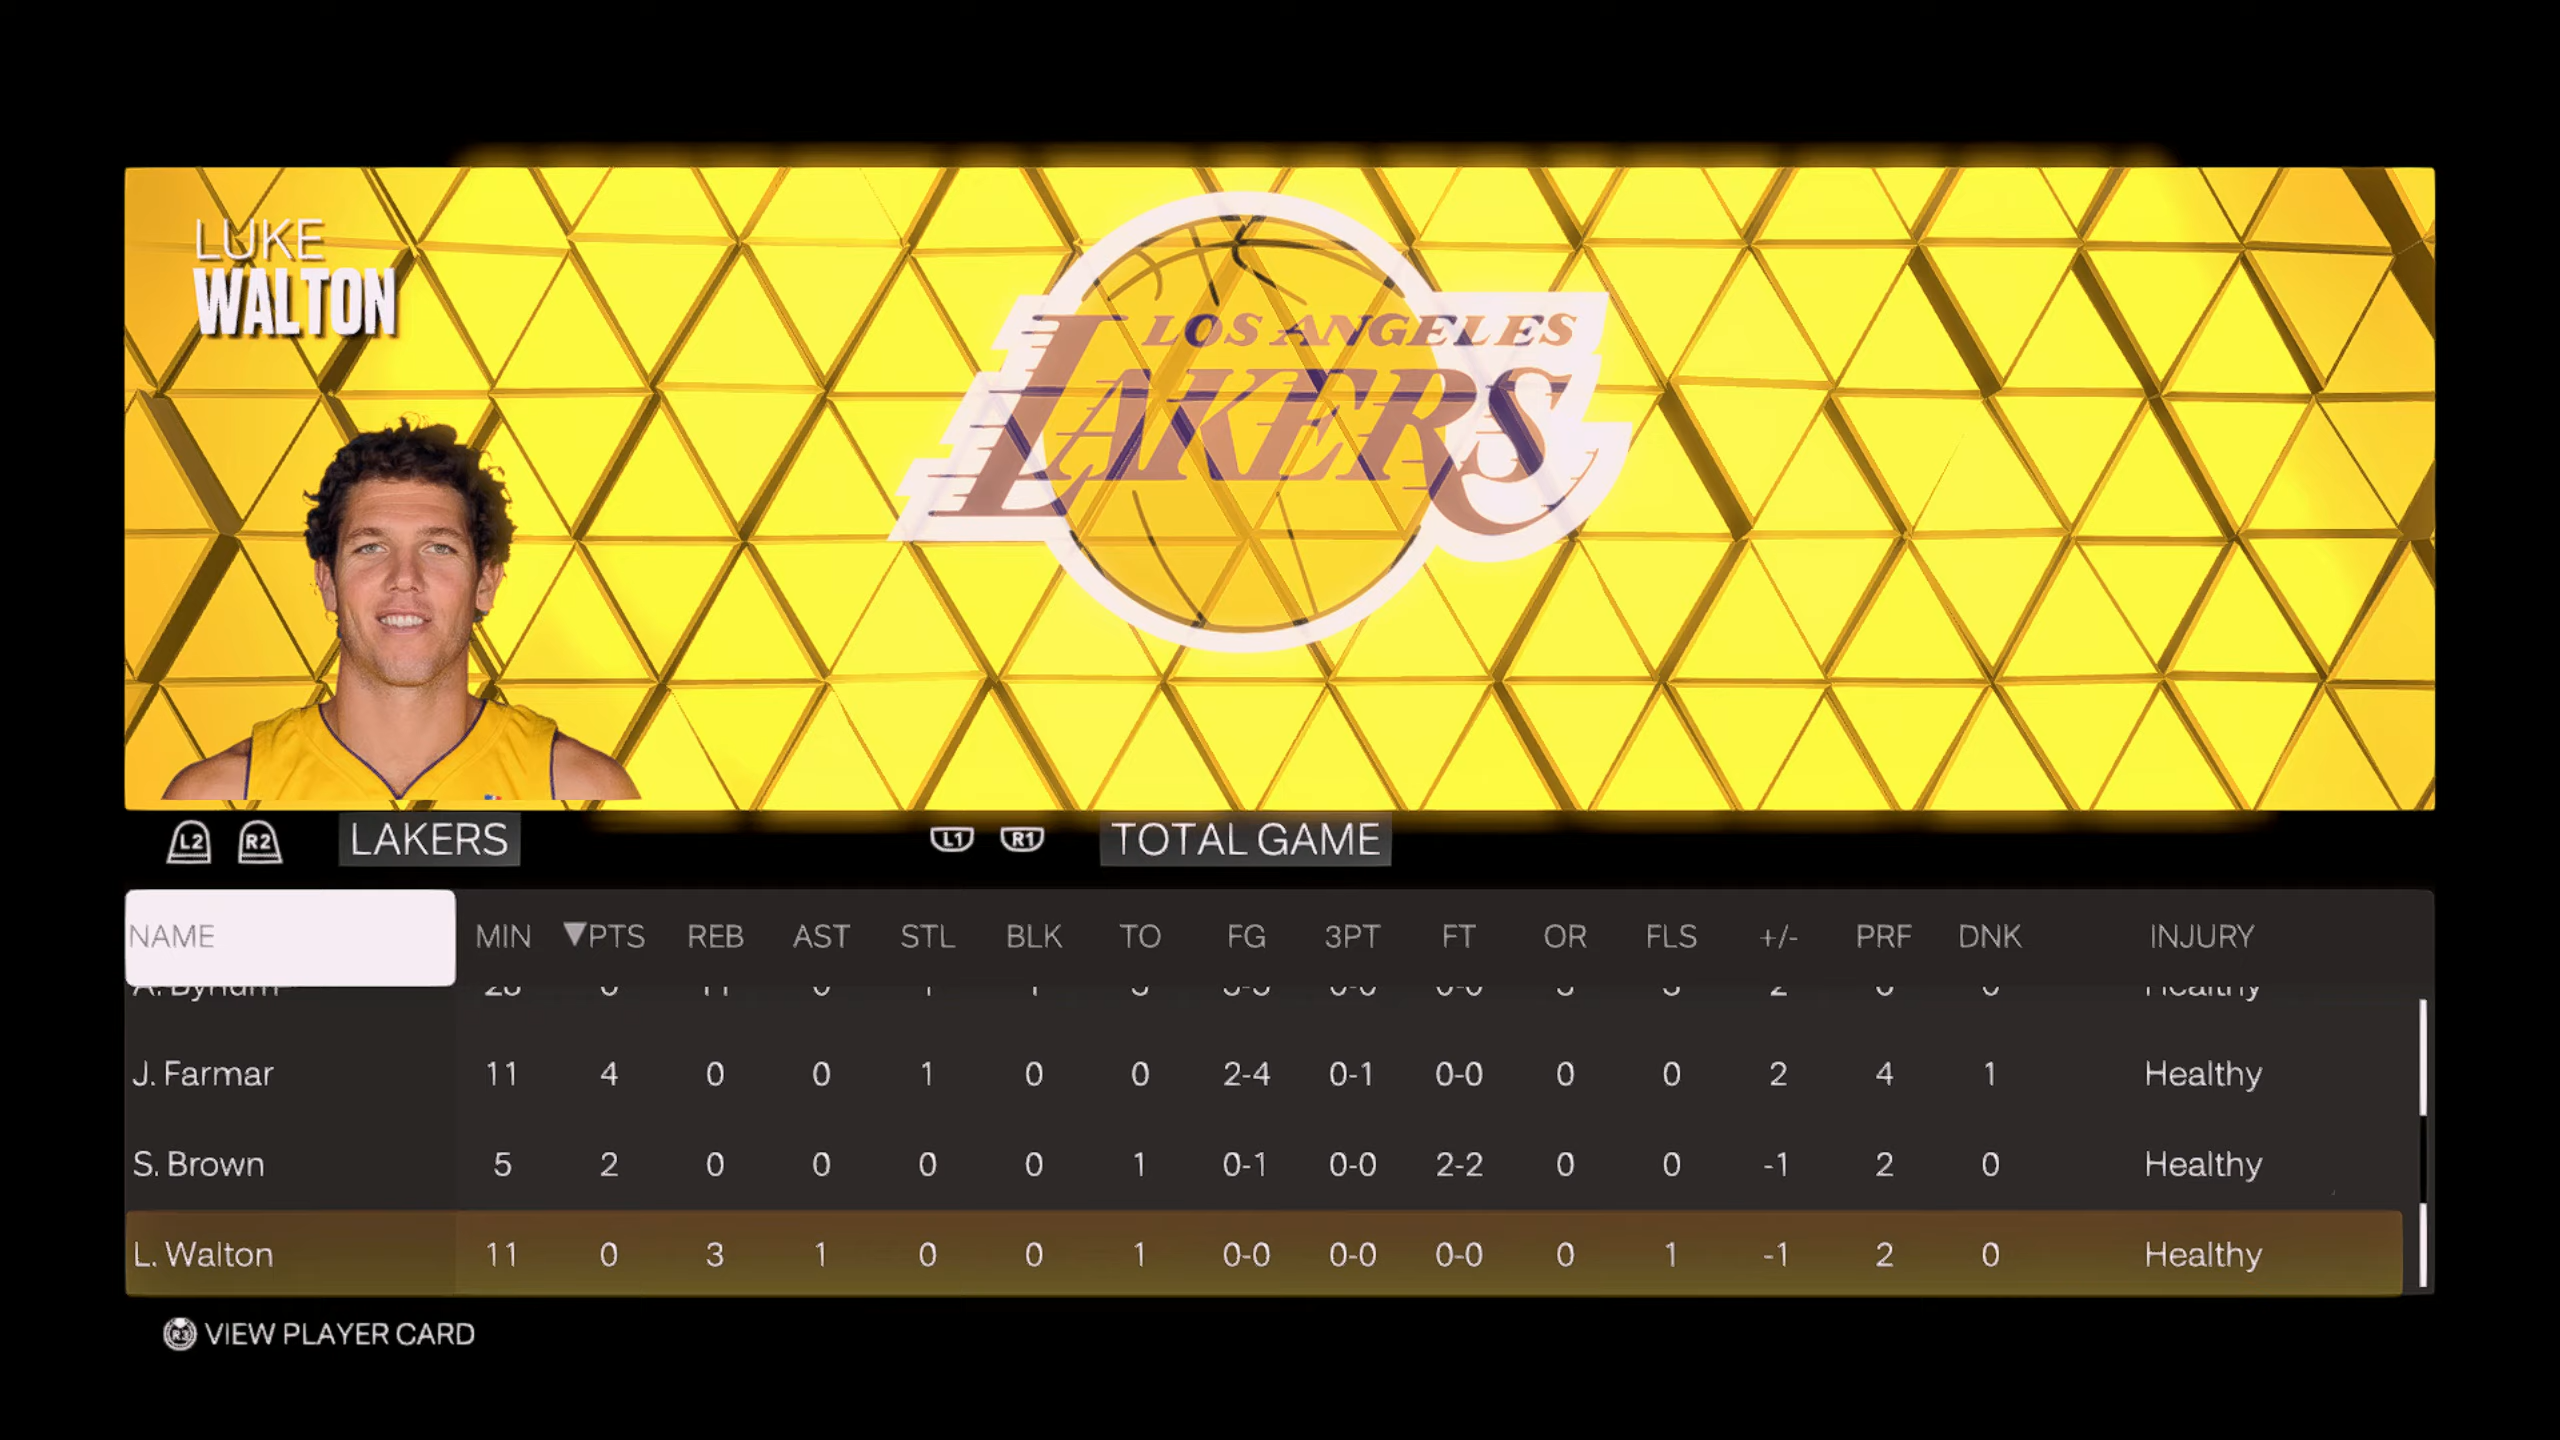 LUKE
WALTON
LOS ANGELES
LAKERS
L2 R2 LAKERS L1 R1 TOTAL GAME
NAME MIN ▼PTS REB AST STL BLK TO FG 3PT FT OR FLS +/- PRF DNK INJURY
A. Bynum Healthy
J. Farmar 11 4 0 0 1 0 0 2-4 0-1 0-0 0 0 2 4 1 Healthy
S. Brown 5 2 0 0 0 0 1 0-1 0-0 2-2 0 0 -1 2 0 Healthy
L. Walton 11 0 3 1 0 0 1 0-0 0-0 0-0 0 1 -1 2 0 Healthy
R3 VIEW PLAYER CARD